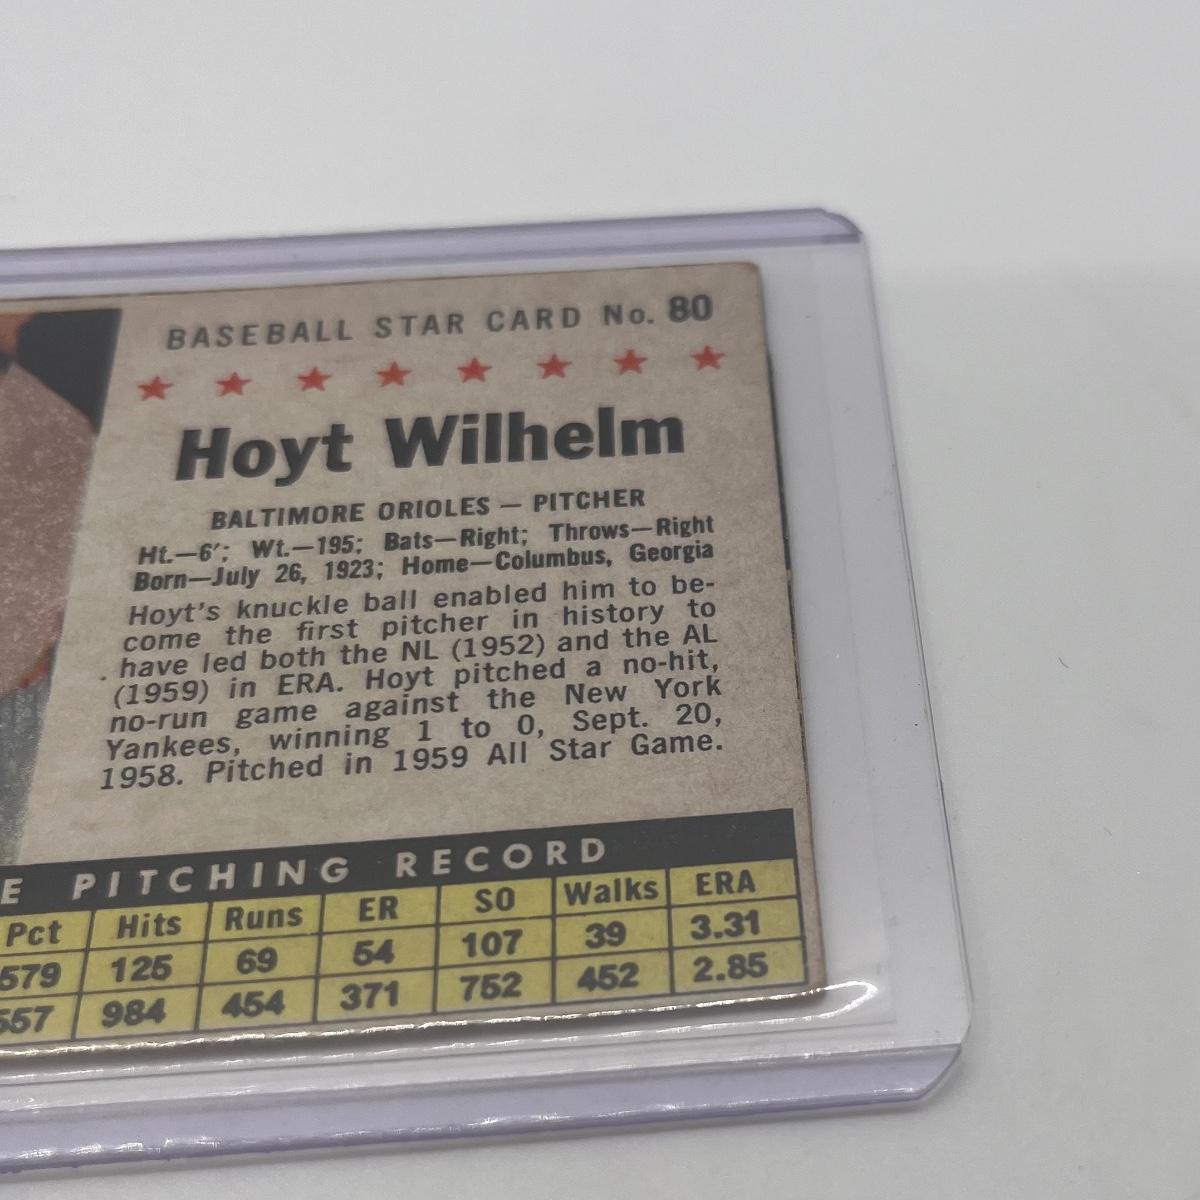 BASEBALL STAR CARD No. 80
Hoyt Wilhelm
BALTIMORE ORIOLES — PITCHER
Ht.—6'; Wt.—195; Bats—Right; Throws—Right
Born—July 26, 1923; Home—Columbus, Georgia
Hoyt's knuckle ball enabled him to be-
come the first pitcher in history to
have led both the NL (1952) and the AL
(1959) in ERA. Hoyt pitched a no-hit,
no-run game against the New York
Yankees, winning 1 to 0, Sept. 20,
1958. Pitched in 1959 All Star Game.
E PITCHING RECORD
Pct Hits Runs ER SO Walks ERA
579 125 69 54 107 39 3.31
557 984 454 371 752 452 2.85